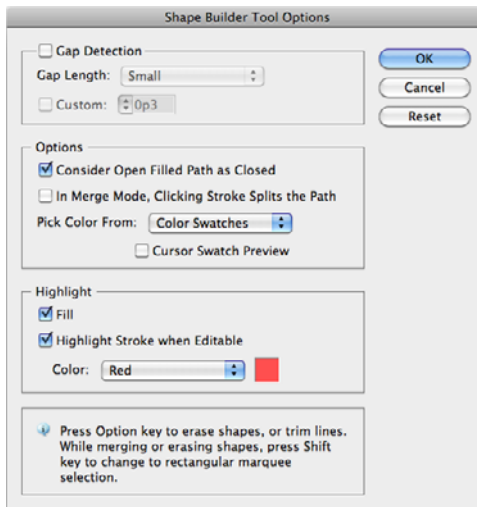 Shape Builder Tool Options
Gap Detection
Gap Length: Small
Custom: 0p3
OK
Cancel
Reset
Options
Consider Open Filled Path as Closed
In Merge Mode, Clicking Stroke Splits the Path
Pick Color From: Color Swatches
Cursor Swatch Preview
Highlight
Fill
Highlight Stroke when Editable
Color: Red
Press Option key to erase shapes, or trim lines.
While merging or erasing shapes, press Shift
key to change to rectangular marquee
selection.